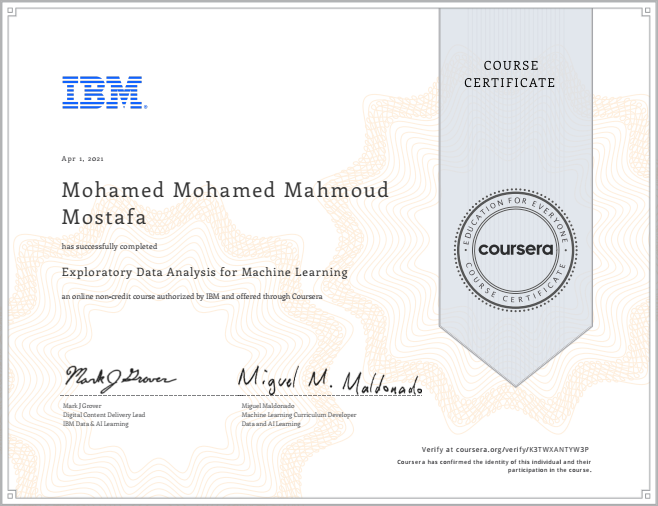 COURSE
CERTIFICATE
IBM®
Apr 1, 2021
Mohamed Mohamed Mahmoud
Mostafa
has successfully completed
Exploratory Data Analysis for Machine Learning
an online non-credit course authorized by IBM and offered through Coursera
EDUCATION FOR EVERYONE
coursera
COURSE CERTIFICATE
Mark J Grover
Miguel M. Maldonado
Mark J Grover
Digital Content Delivery Lead
IBM Data & AI Learning
Miguel Maldonado
Machine Learning Curriculum Developer
Data and AI Learning
Verify at coursera.org/verify/K3TWXANTYW3P
Coursera has confirmed the identity of this individual and their
participation in the course.